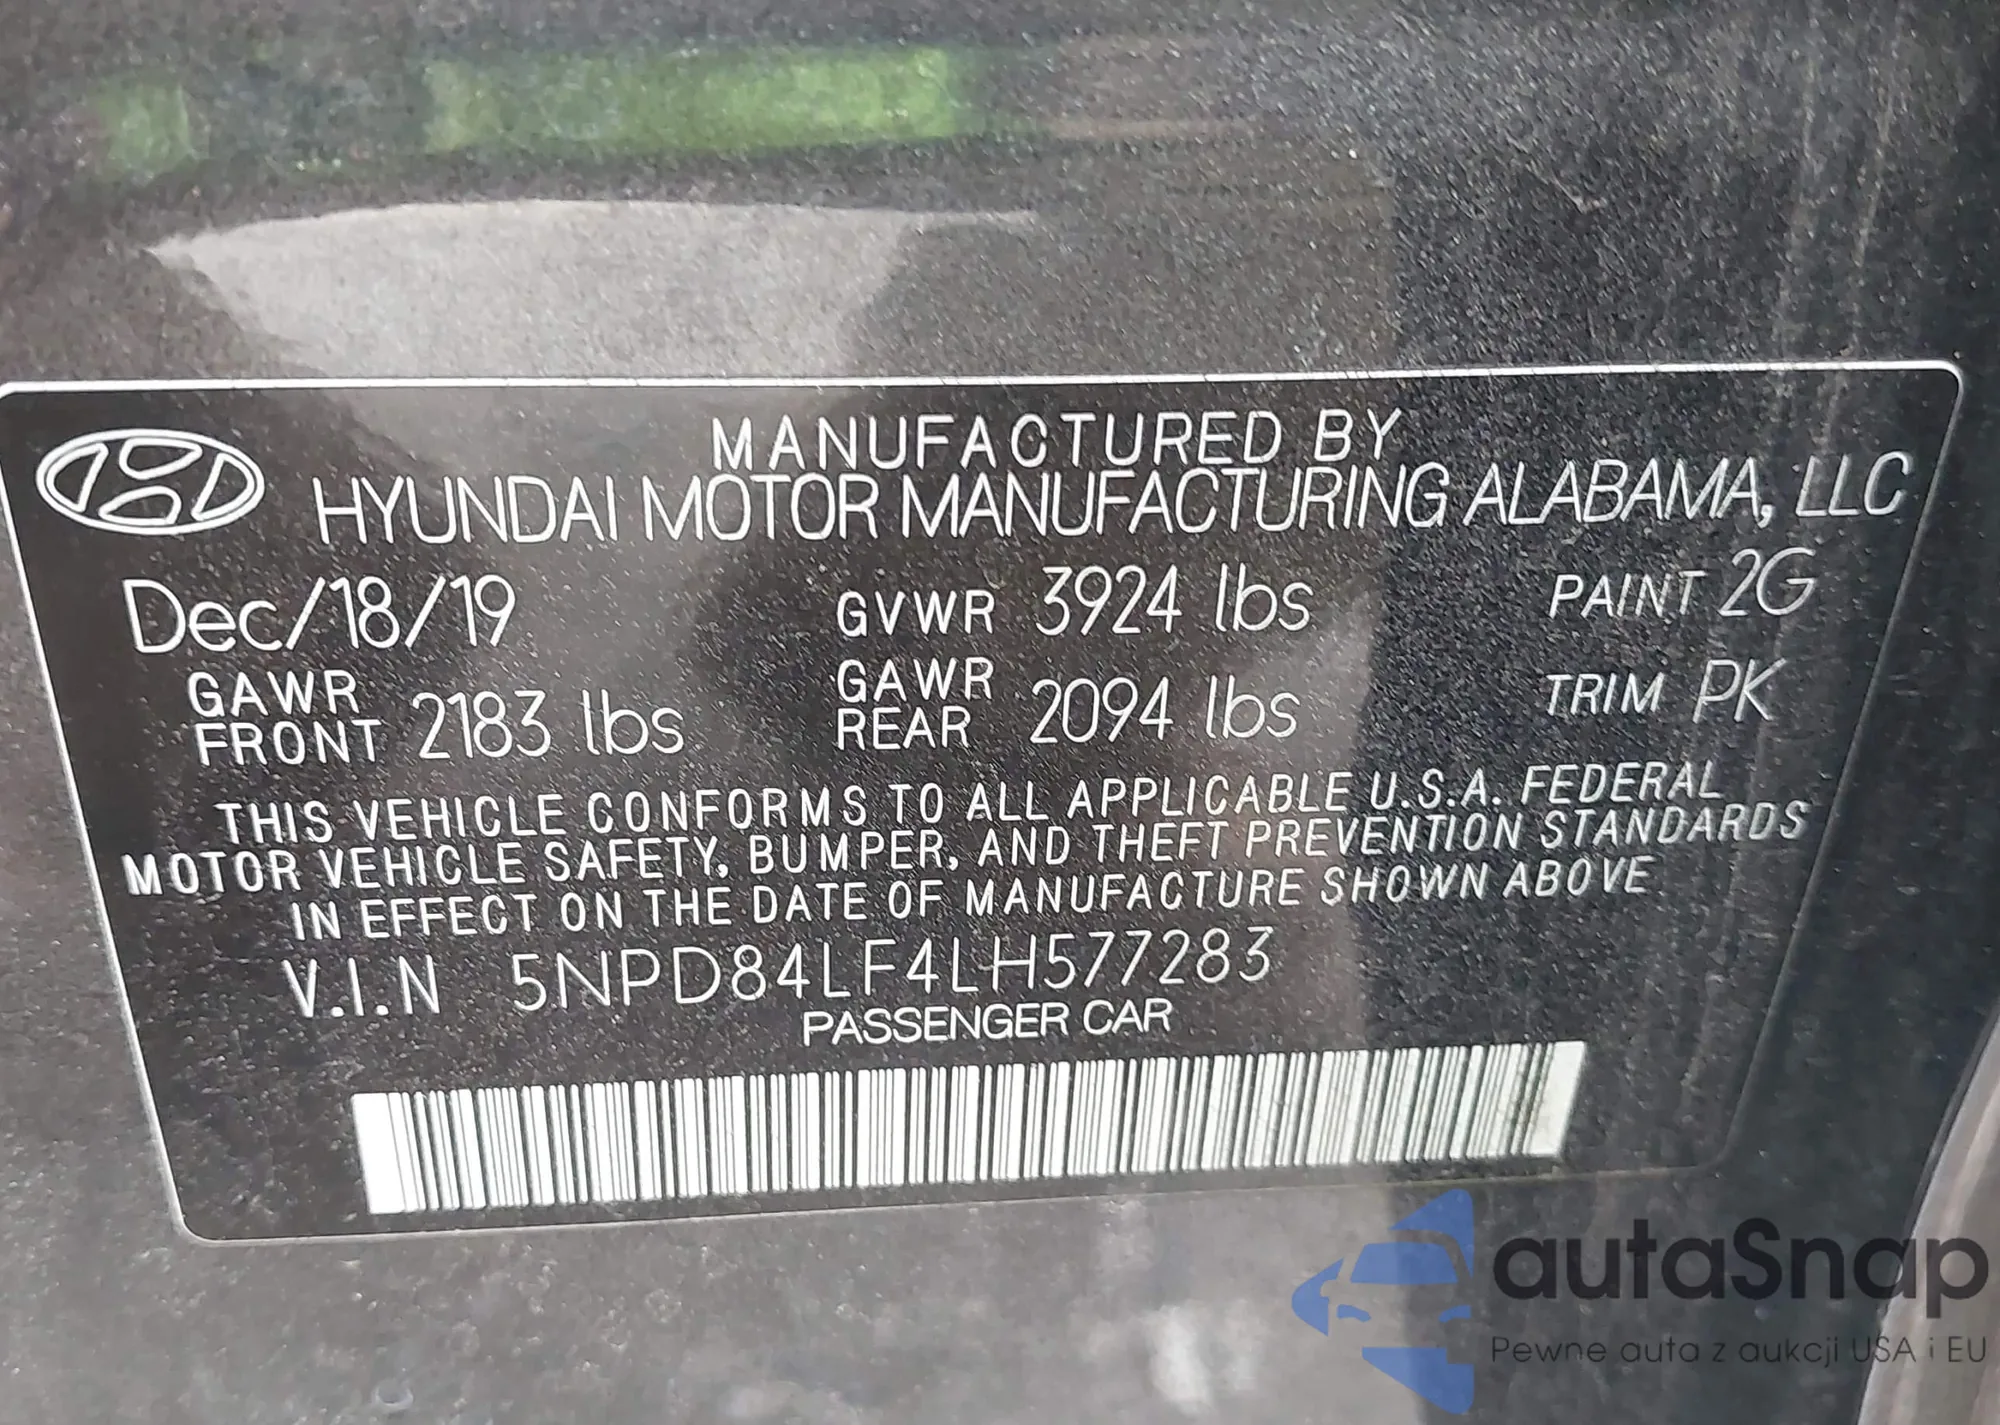 MANUFACTURED BY
HYUNDAI MOTOR MANUFACTURING ALABAMA, LLC
Dec/18/19 GVWR 3924 lbs PAINT 2G
GAWR FRONT 2183 lbs GAWR REAR 2094 lbs TRIM PK
THIS VEHICLE CONFORMS TO ALL APPLICABLE U.S.A. FEDERAL
MOTOR VEHICLE SAFETY, BUMPER, AND THEFT PREVENTION STANDARDS
IN EFFECT ON THE DATE OF MANUFACTURE SHOWN ABOVE
V.I.N 5NPD84LF4LH577283
PASSENGER CAR
autaSnap
Pewne auta z aukcji USA i EU